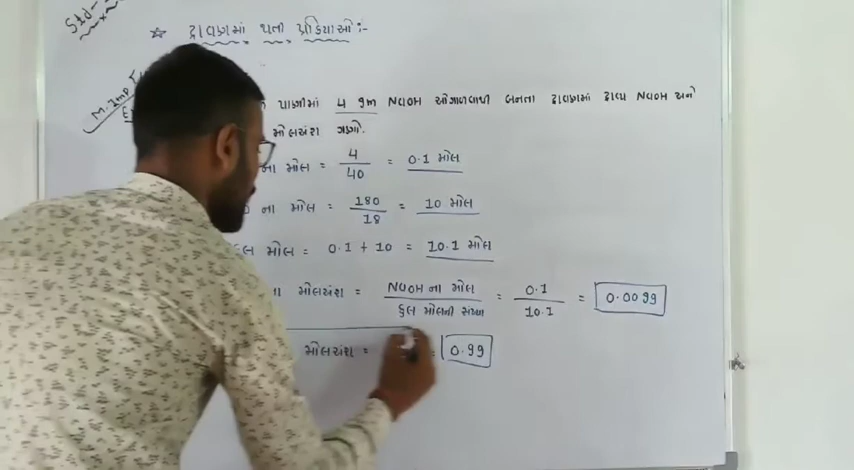 Std-
☆ દ્રાવણમાં થતી પ્રક્રિયાઓ :-
M. Imp
પાણીમાં 4 gm NaOH ઓગાળવાથી બનતા દ્રાવણમાં દ્રાવ્ય NaOH અને
મોલઅંશ ગણો.
ના મોલ = 4/40 = 0.1 મોલ
ના મોલ = 180/18 = 10 મોલ
કુલ મોલ = 0.1 + 10 = 10.1 મોલ
મોલઅંશ = NaOH ના મોલ/કુલ મોલની સંખ્યા = 0.1/10.1 = 0.0099
મોલઅંશ = = 0.99